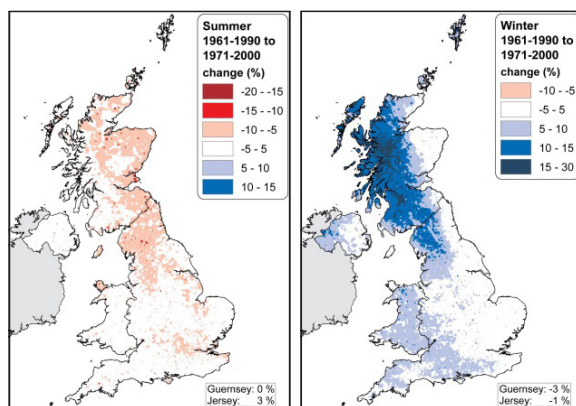 Summer
1961-1990 to
1971-2000
change (%)
-20 - -15
-15 - -10
-10 - -5
-5 - 5
5 - 10
10 - 15
Guernsey: 0 %
Jersey: 3 %
Winter
1961-1990 to
1971-2000
change (%)
-10 - -5
-5 - 5
5 - 10
10 - 15
15 - 30
Guernsey: -3 %
Jersey: -1 %